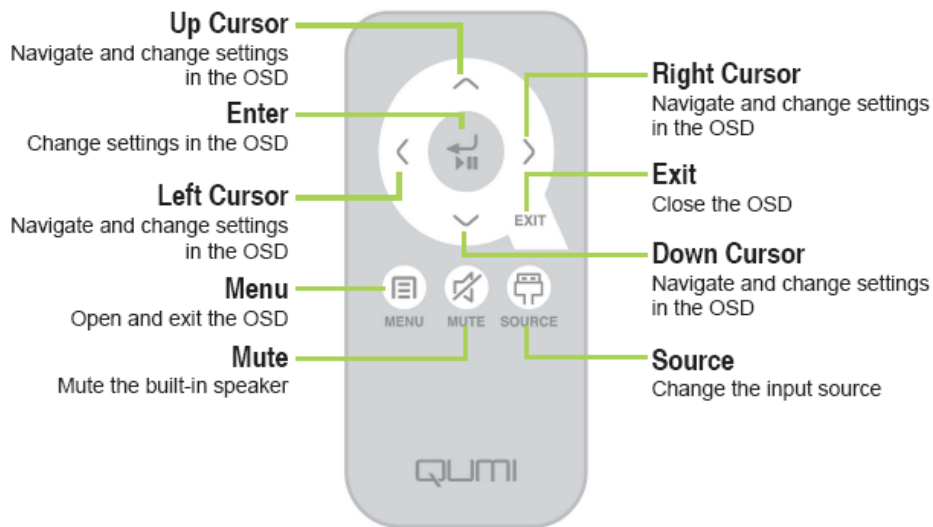 Up Cursor
Navigate and change settings
in the OSD
Enter
Change settings in the OSD
Left Cursor
Navigate and change settings
in the OSD
Menu
Open and exit the OSD
Mute
Mute the built-in speaker
Right Cursor
Navigate and change settings
in the OSD
Exit
Close the OSD
Down Cursor
Navigate and change settings
in the OSD
Source
Change the input source
EXIT
MENU MUTE SOURCE
QUMI